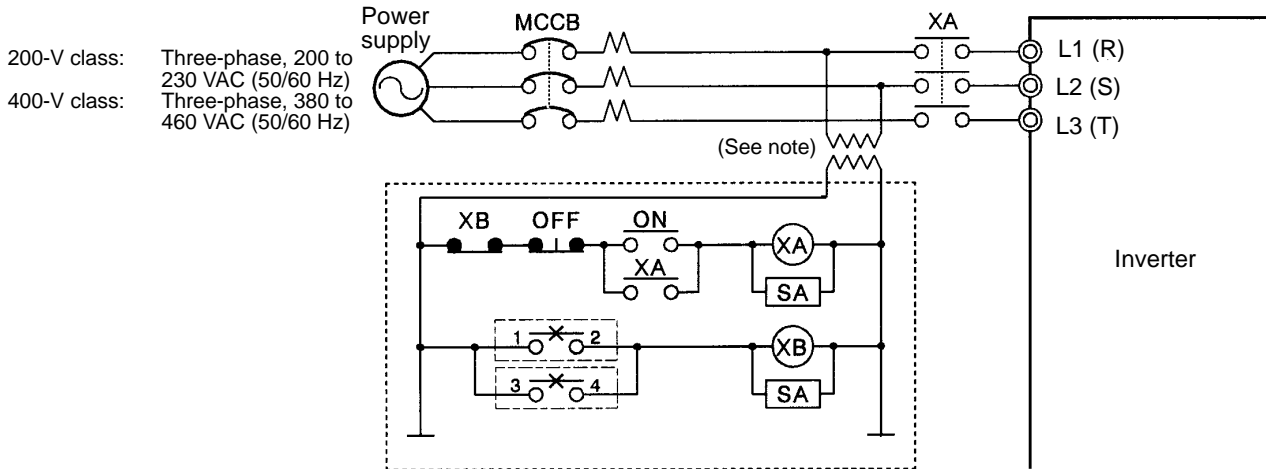 Power
supply
MCCB
XA
200-V class: Three-phase, 200 to
230 VAC (50/60 Hz)
400-V class: Three-phase, 380 to
460 VAC (50/60 Hz)
L1 (R)
L2 (S)
L3 (T)
(See note)
XB OFF ON
XA
XA
SA
Inverter
1 2
XB
3 4
SA